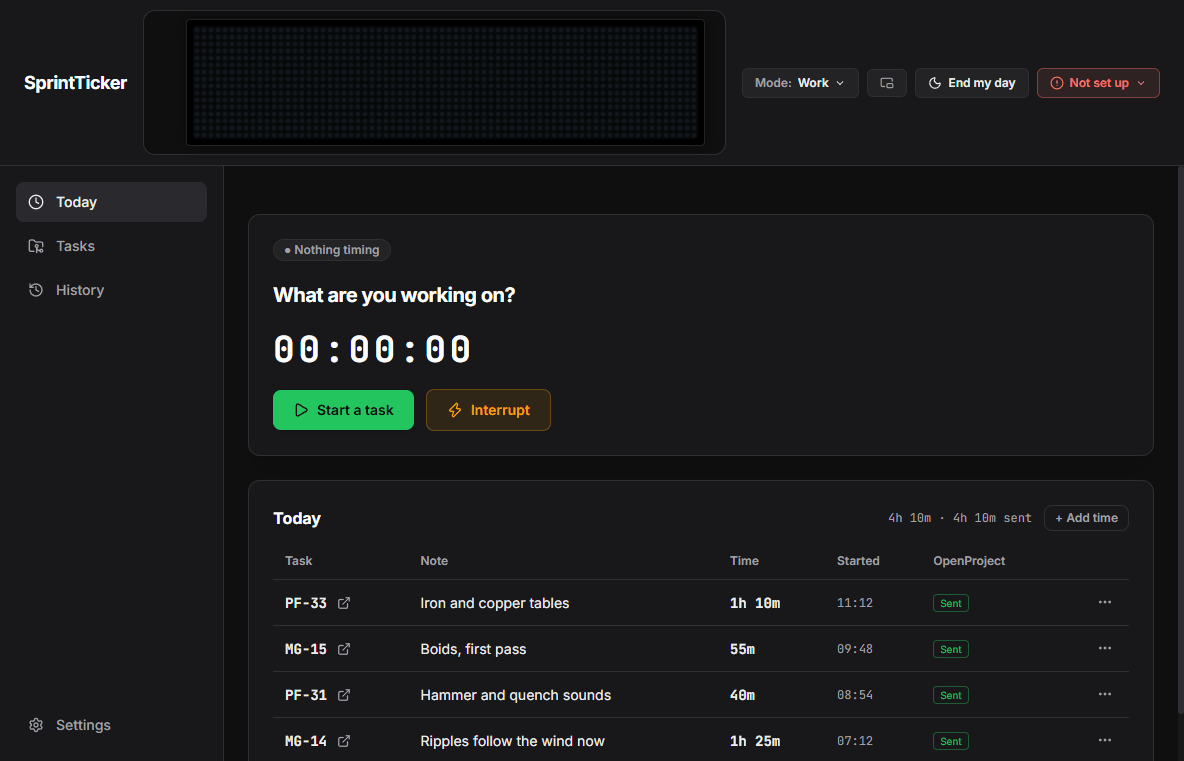 SprintTicker
Mode: Work
End my day
Not set up
Today
Tasks
History
Settings
● Nothing timing
What are you working on?
00:00:00
Start a task
Interrupt
Today
4h 10m · 4h 10m sent
+ Add time
Task Note Time Started OpenProject
PF-33 Iron and copper tables 1h 10m 11:12 Sent
MG-15 Boids, first pass 55m 09:48 Sent
PF-31 Hammer and quench sounds 40m 08:54 Sent
MG-14 Ripples follow the wind now 1h 25m 07:12 Sent